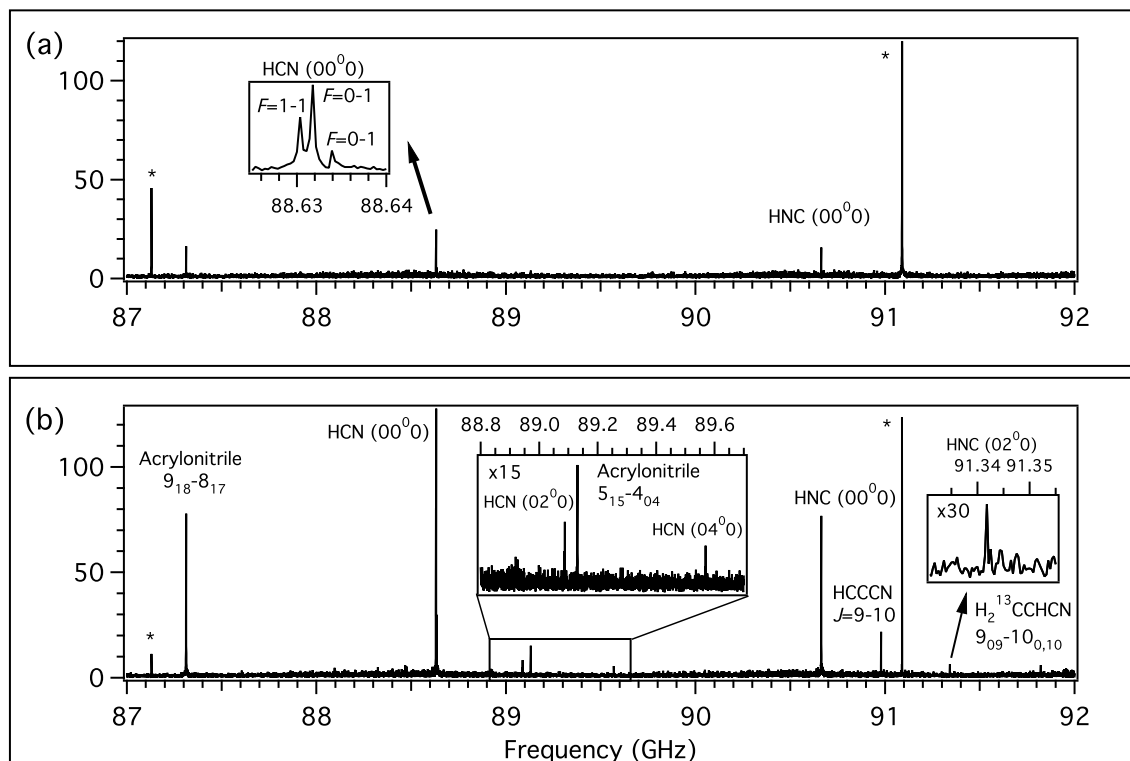 (a)
100
50
0
*
HCN (00⁰0)
F=1-1
F=0-1
F=0-1
88.63 88.64
HNC (00⁰0)
*
87 88 89 90 91 92
(b)
100
50
0
*
Acrylonitrile
9₁₈-8₁₇
HCN (00⁰0)
88.8 89.0 89.2 89.4 89.6
x15
Acrylonitrile
5₁₅-4₀₄
HCN (02⁰0)
HCN (04⁰0)
HNC (00⁰0)
HCCCN
J=9-10
*
HNC (02⁰0)
91.34 91.35
x30
H₂¹³CCHCN
9₀₉-10₀,₁₀
87 88 89 90 91 92
Frequency (GHz)